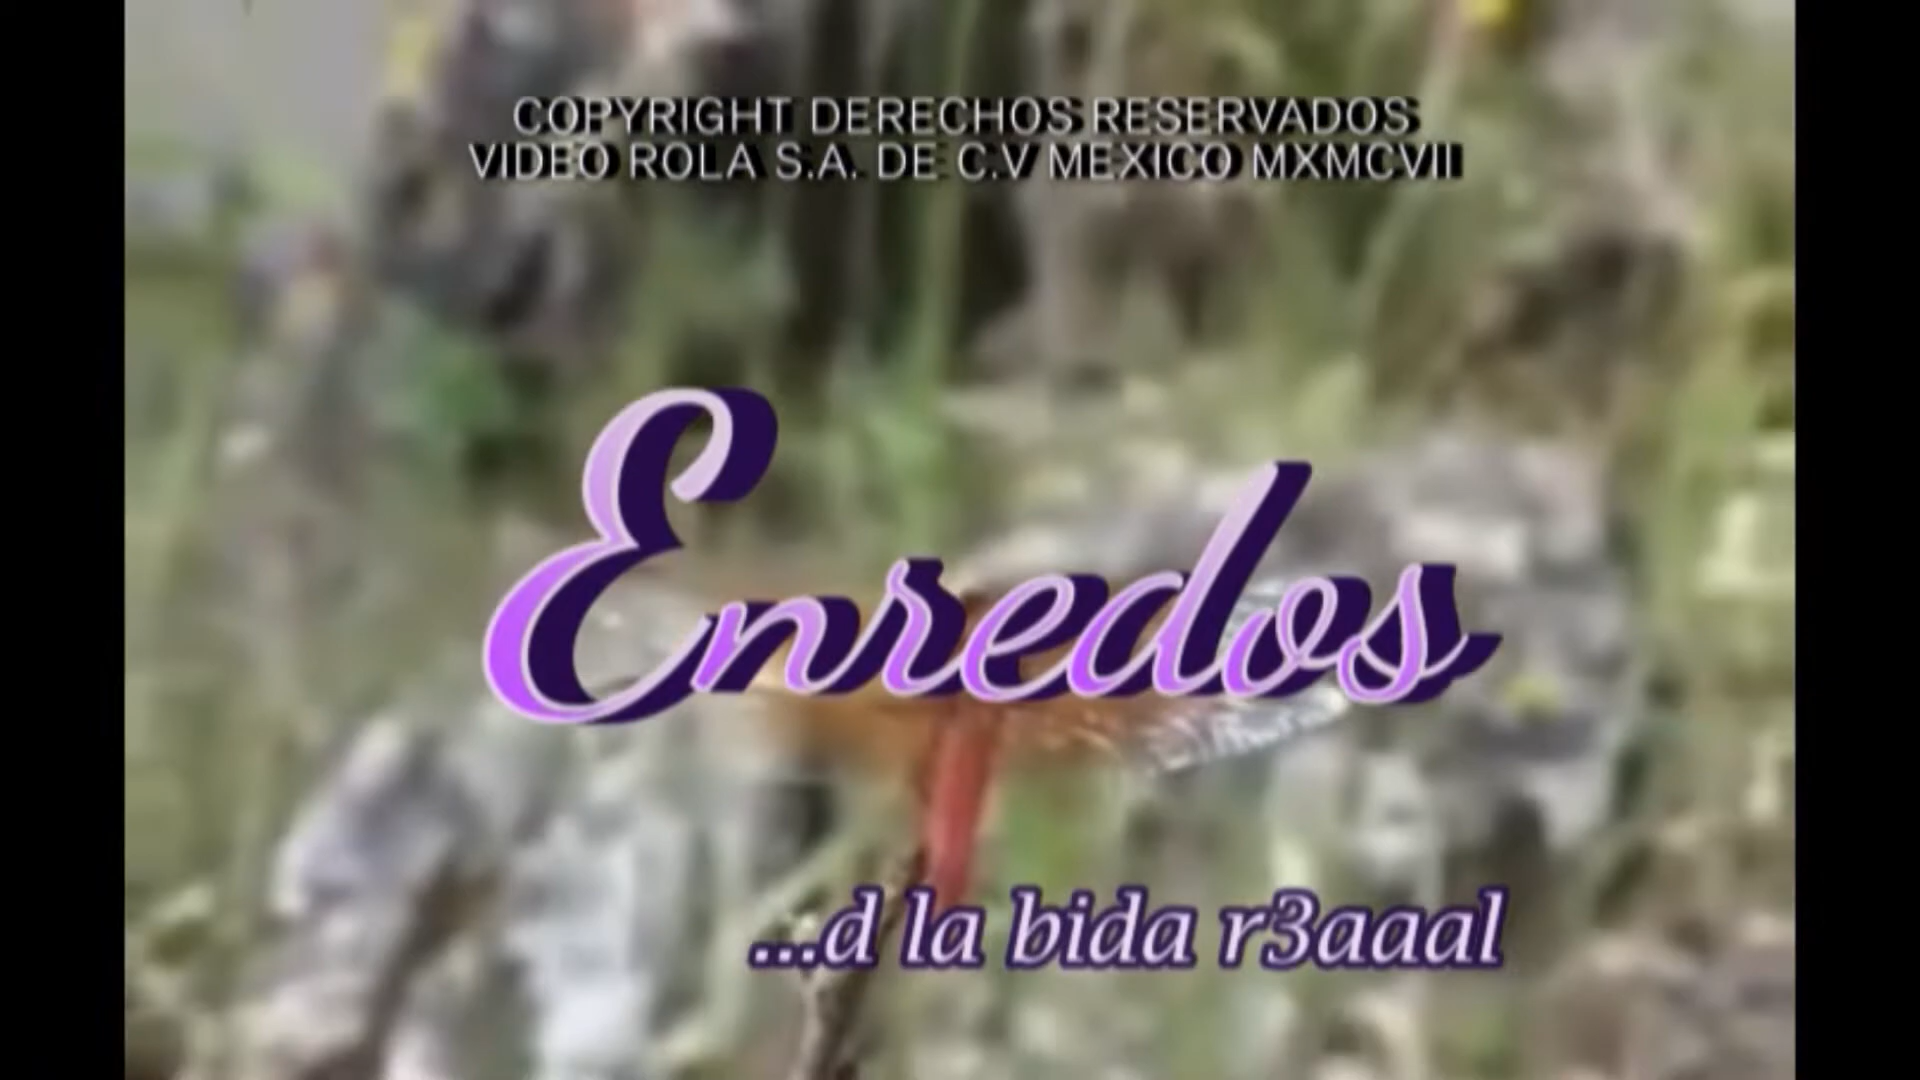 COPYRIGHT DERECHOS RESERVADOS
VIDEO ROLA S.A. DE C.V MEXICO MXMCVII
Enredos
...d la bida r3aaal